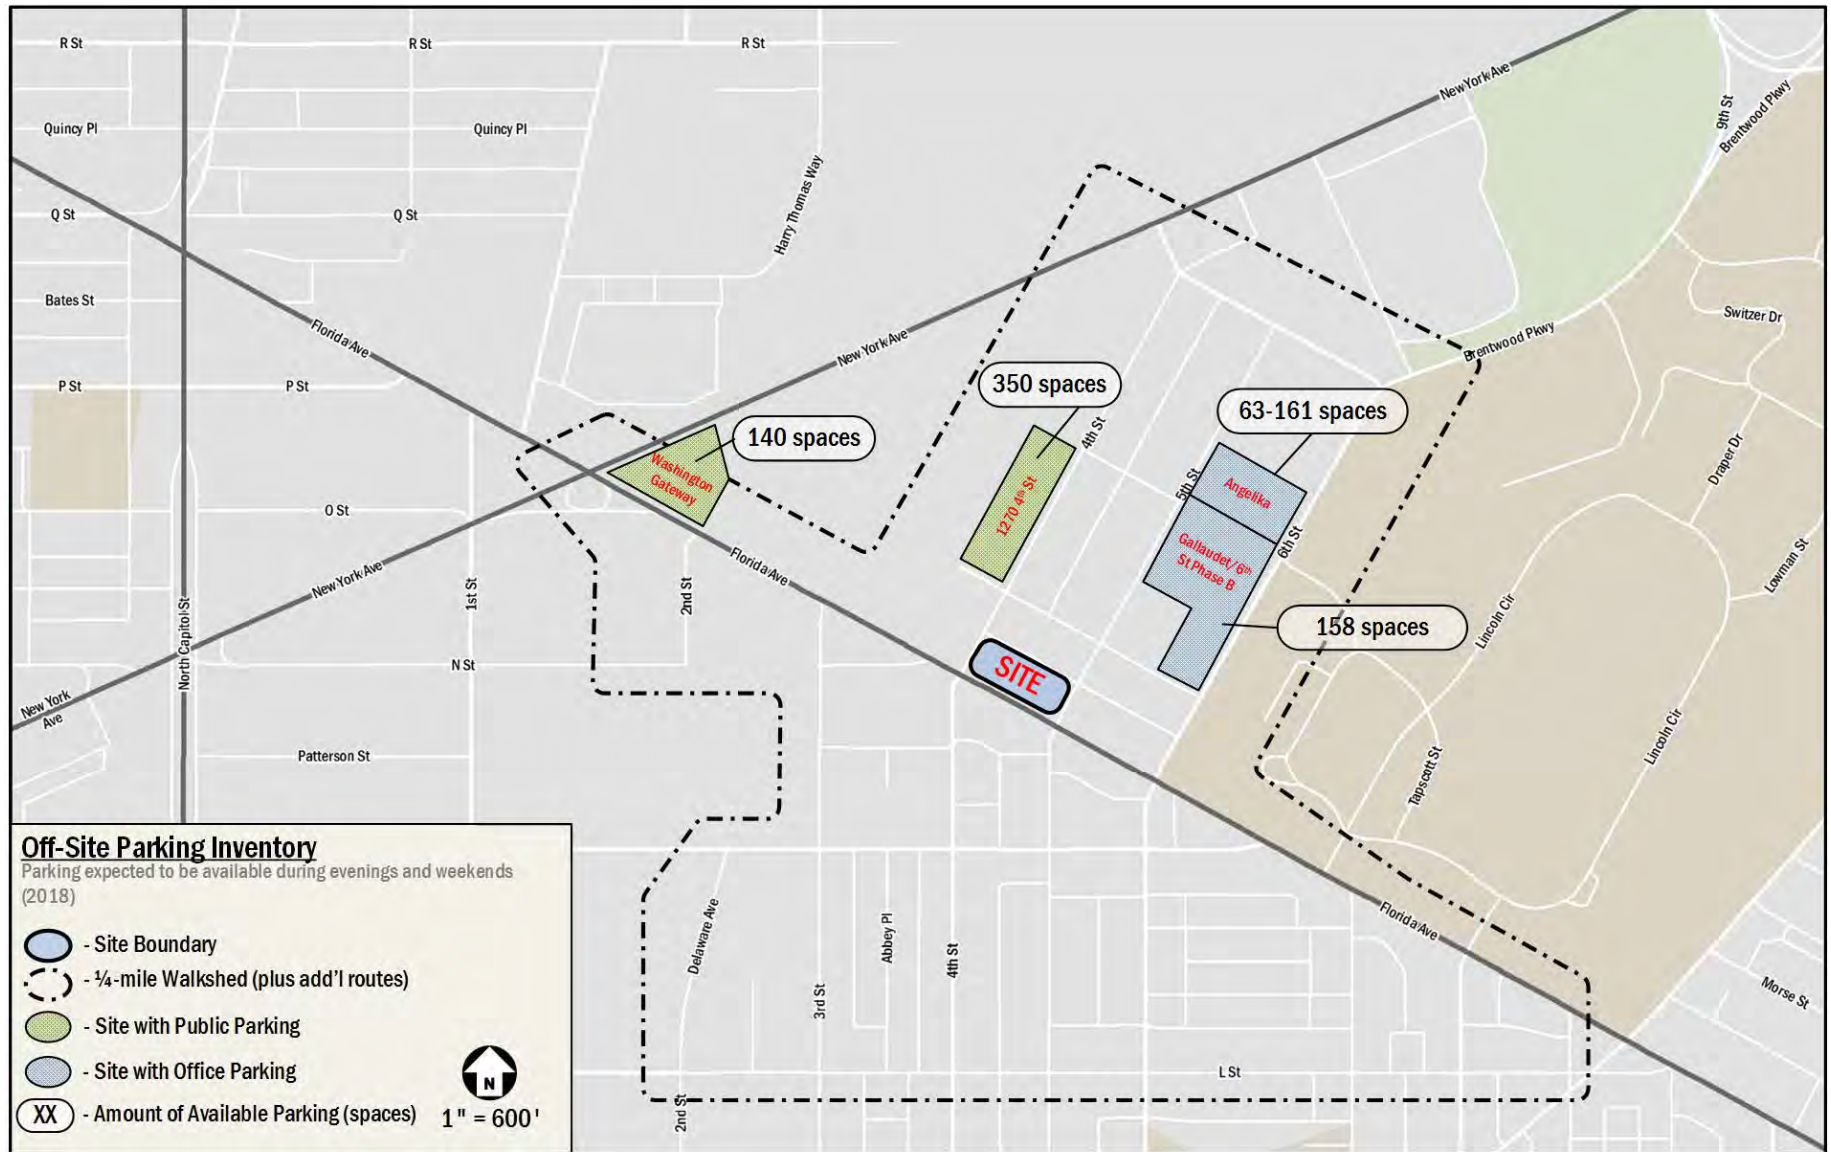 R St
R St
R St
New York Ave
9th St
Brentwood Pkwy
Quincy Pl
Quincy Pl
Harry Thomas Way
Q St
Q St
Bates St
Florida Ave
New York Ave
Brentwood Pkwy
Switzer Dr
P St
P St
350 spaces
63-161 spaces
140 spaces
4th St
Washington
Gateway
5th St
Angelika
Draper Dr
O St
1270 4th St
Gallaudet/6th
St Phase B
6th St
New York Ave
1st St
2nd St
Florida Ave
Lowman St
Lincoln Cir
158 spaces
North Capitol St
N St
SITE
New York
Ave
Patterson St
Tapscott St
Lincoln Cir
Off-Site Parking Inventory
Parking expected to be available during evenings and weekends
(2018)
- Site Boundary
- ¼-mile Walkshed (plus add'l routes)
- Site with Public Parking
- Site with Office Parking
XX - Amount of Available Parking (spaces)
N
1" = 600'
Delaware Ave
Abbey Pl
4th St
3rd St
Florida Ave
Morse St
L St
2nd St